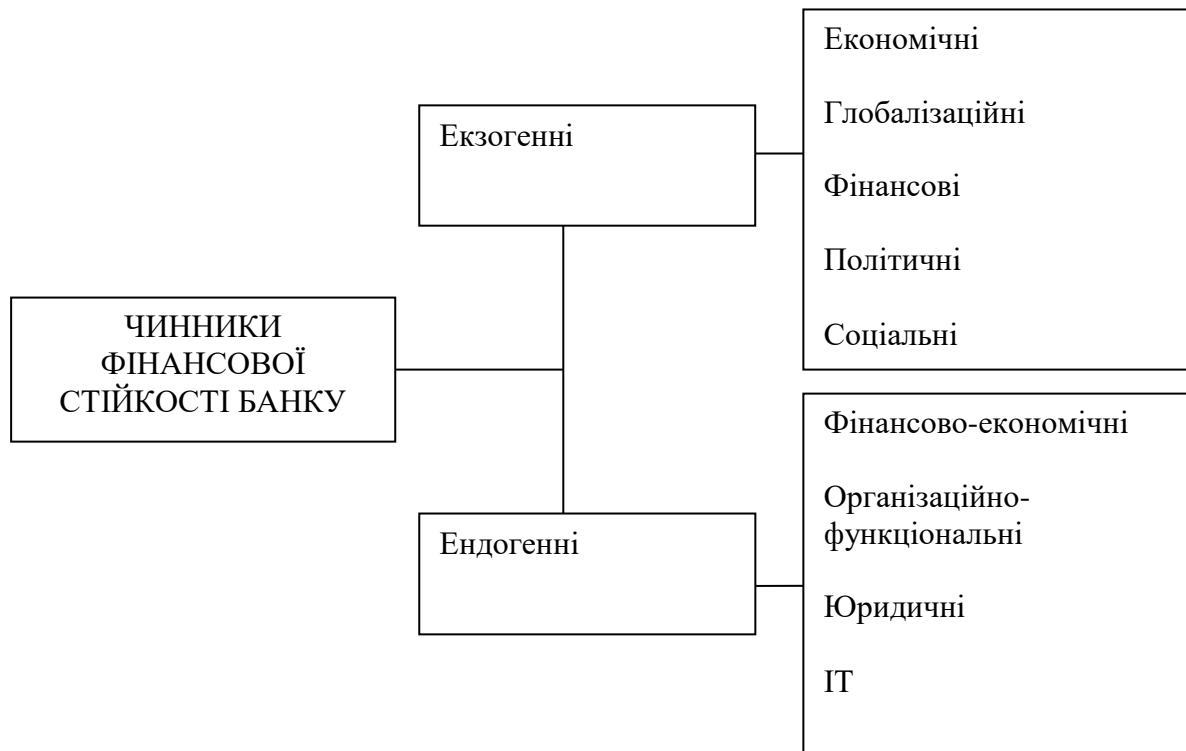 ЧИННИКИ
ФІНАНСОВОЇ
СТІЙКОСТІ БАНКУ
Екзогенні
Економічні
Глобалізаційні
Фінансові
Політичні
Соціальні
Ендогенні
Фінансово-економічні
Організаційно-
функціональні
Юридичні
ІТ